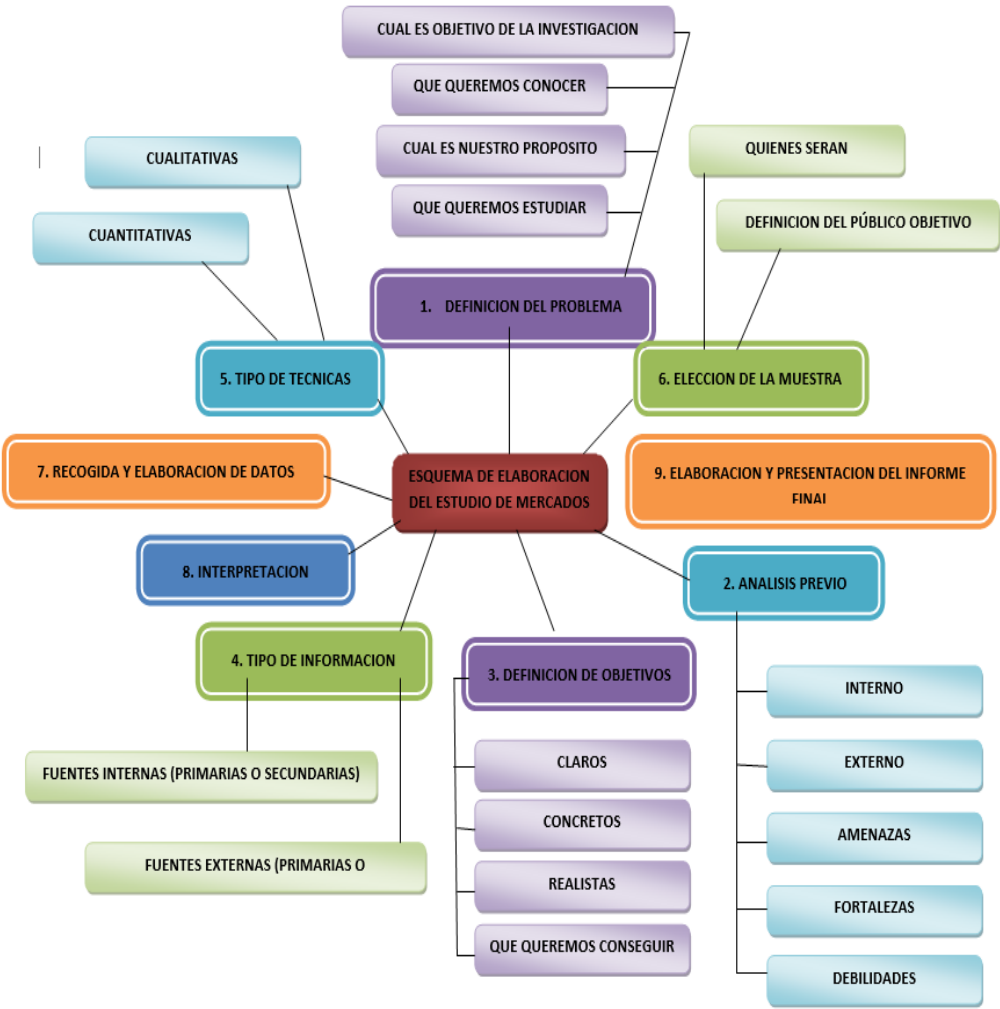 CUAL ES OBJETIVO DE LA INVESTIGACION
QUE QUEREMOS CONOCER
CUAL ES NUESTRO PROPOSITO
QUE QUEREMOS ESTUDIAR
1. DEFINICION DEL PROBLEMA
CUALITATIVAS
CUANTITATIVAS
5. TIPO DE TECNICAS
QUIENES SERAN
DEFINICION DEL PÚBLICO OBJETIVO
6. ELECCION DE LA MUESTRA
7. RECOGIDA Y ELABORACION DE DATOS
ESQUEMA DE ELABORACION
DEL ESTUDIO DE MERCADOS
9. ELABORACION Y PRESENTACION DEL INFORME
FINAL
8. INTERPRETACION
2. ANALISIS PREVIO
INTERNO
EXTERNO
AMENAZAS
FORTALEZAS
DEBILIDADES
4. TIPO DE INFORMACION
FUENTES INTERNAS (PRIMARIAS O SECUNDARIAS)
FUENTES EXTERNAS (PRIMARIAS O
3. DEFINICION DE OBJETIVOS
CLAROS
CONCRETOS
REALISTAS
QUE QUEREMOS CONSEGUIR